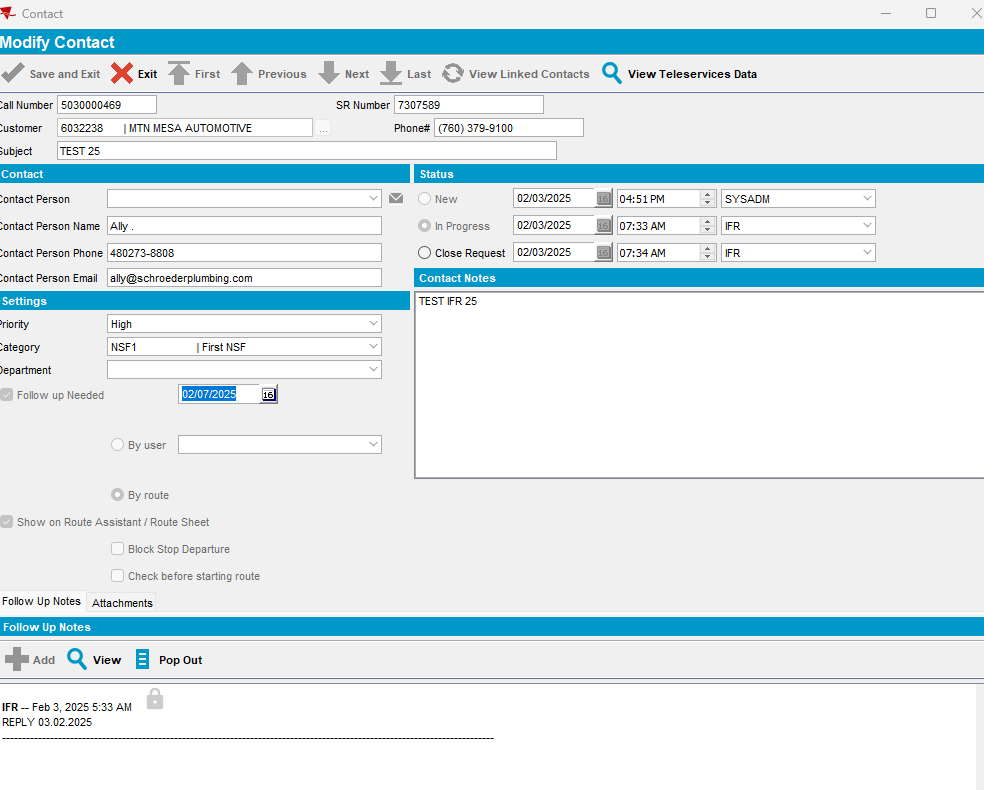 Contact
Modify Contact
Save and Exit Exit First Previous Next Last View Linked Contacts View Teleservices Data
Call Number 5030000469 SR Number 7307589
Customer 6032238 | MTN MESA AUTOMOTIVE ... Phone# (760) 379-9100
Subject TEST 25
Contact
Contact Person
Contact Person Name Ally .
Contact Person Phone 480273-8808
Contact Person Email ally@schroederplumbing.com
Status
New 02/03/2025 16 04:51 PM SYSADM
In Progress 02/03/2025 16 07:33 AM IFR
Close Request 02/03/2025 16 07:34 AM IFR
Contact Notes
TEST IFR 25
Settings
Priority High
Category NSF1 | First NSF
Department
Follow up Needed 02/07/2025 16
By user
By route
Show on Route Assistant / Route Sheet
Block Stop Departure
Check before starting route
Follow Up Notes Attachments
Follow Up Notes
Add View Pop Out
IFR -- Feb 3, 2025 5:33 AM
REPLY 03.02.2025